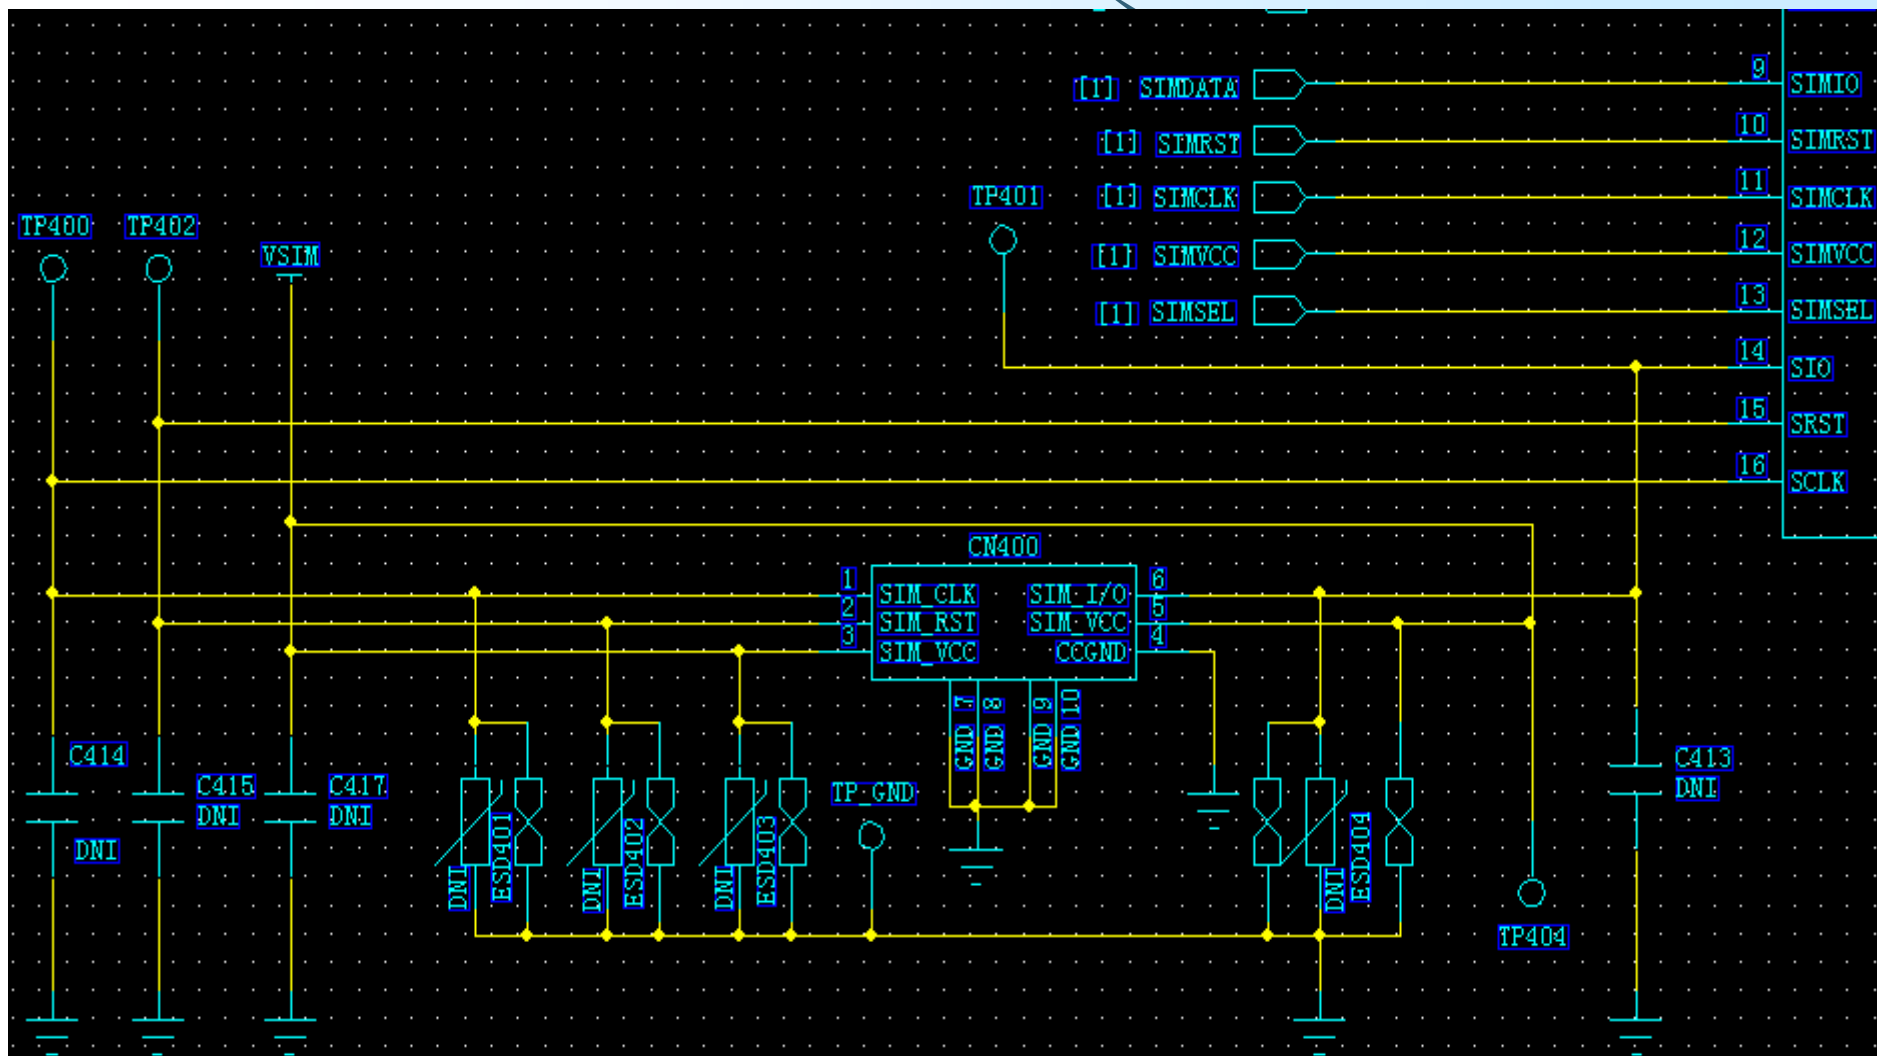 9
[1] SIMDATA SIMIO
10
[1] SIMRST SIMRST
11
TP401 [1] SIMCLK SIMCLK
TP400 TP402
12
VSIM [1] SIMVCC SIMVCC
13
[1] SIMSEL SIMSEL
14
SIO
15
SRST
16
SCLK
CN400
1 6
SIM_CLK SIM_I/O
2 5
SIM_RST SIM_VCC
3 4
SIM_VCC CCGND
GND 7
GND 8
GND 9
GND 10
C414
DNI
C415
DNI
C417
DNI
DNI
ESD401
DNI
ESD402
DNI
ESD403
TP_GND
DNI
ESD404
C413
DNI
TP404